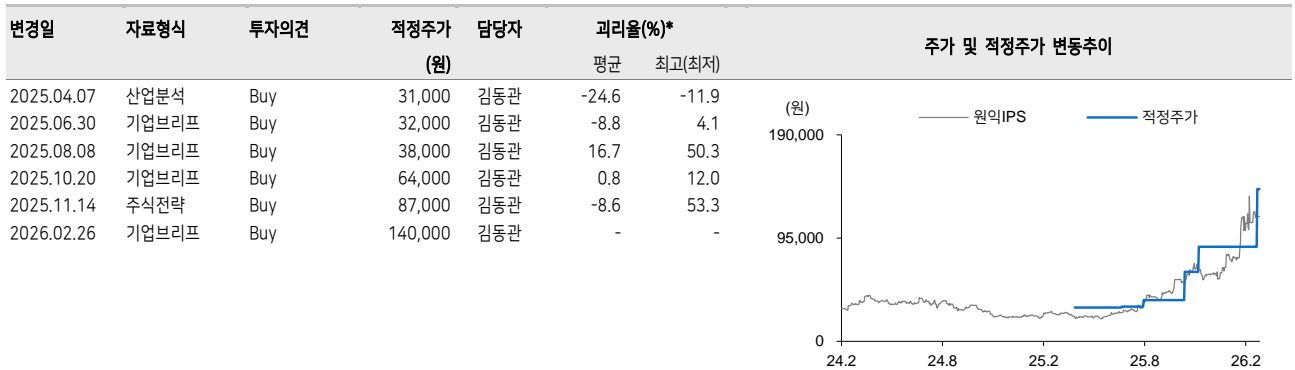 변경일 자료형식 투자의견 적정주가 담당자 괴리율(%)* 주가 및 적정주가 변동추이
(원) 평균 최고(최저)
2025.04.07 산업분석 Buy 31,000 김동관 -24.6 -11.9
2025.06.30 기업브리프 Buy 32,000 김동관 -8.8 4.1
2025.08.08 기업브리프 Buy 38,000 김동관 16.7 50.3
2025.10.20 기업브리프 Buy 64,000 김동관 0.8 12.0
2025.11.14 주식전략 Buy 87,000 김동관 -8.6 53.3
2026.02.26 기업브리프 Buy 140,000 김동관 - -
(원) 원익IPS 적정주가
190,000
95,000
0
24.2 24.8 25.2 25.8 26.2